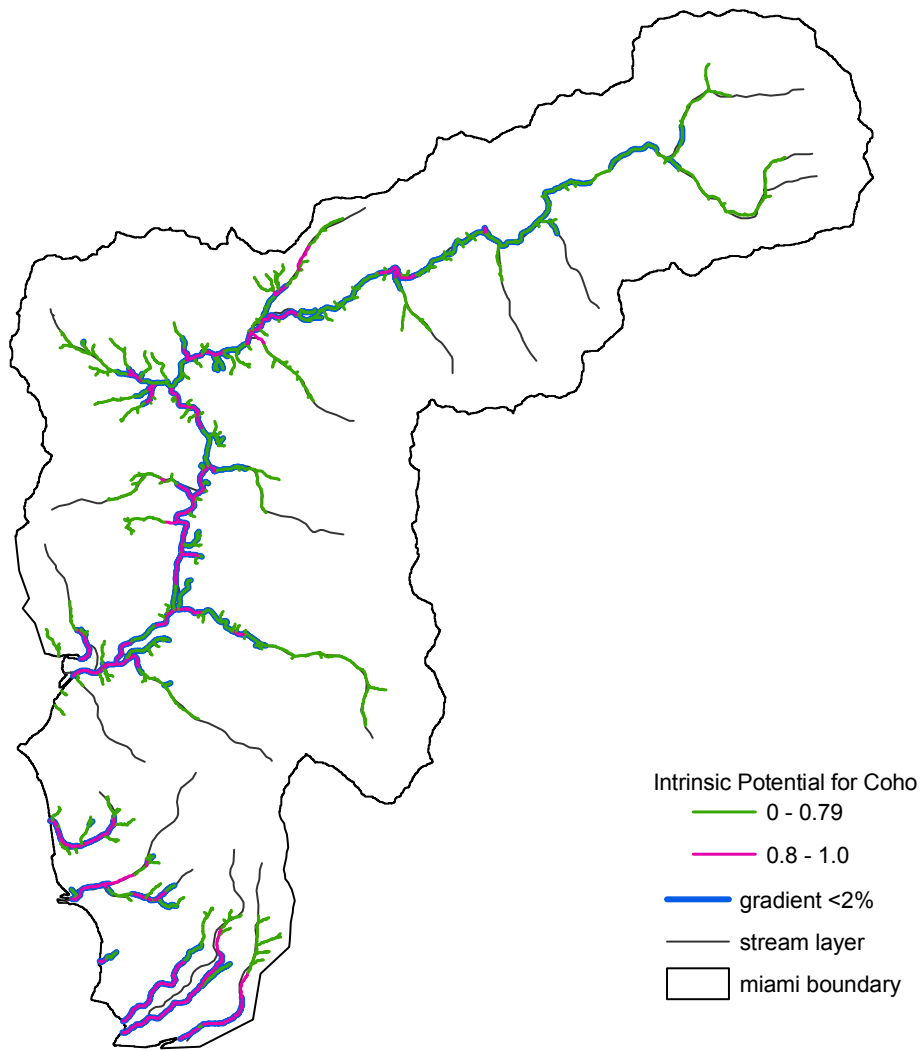 Intrinsic Potential for Coho
0 - 0.79
0.8 - 1.0
gradient <2%
stream layer
miami boundary